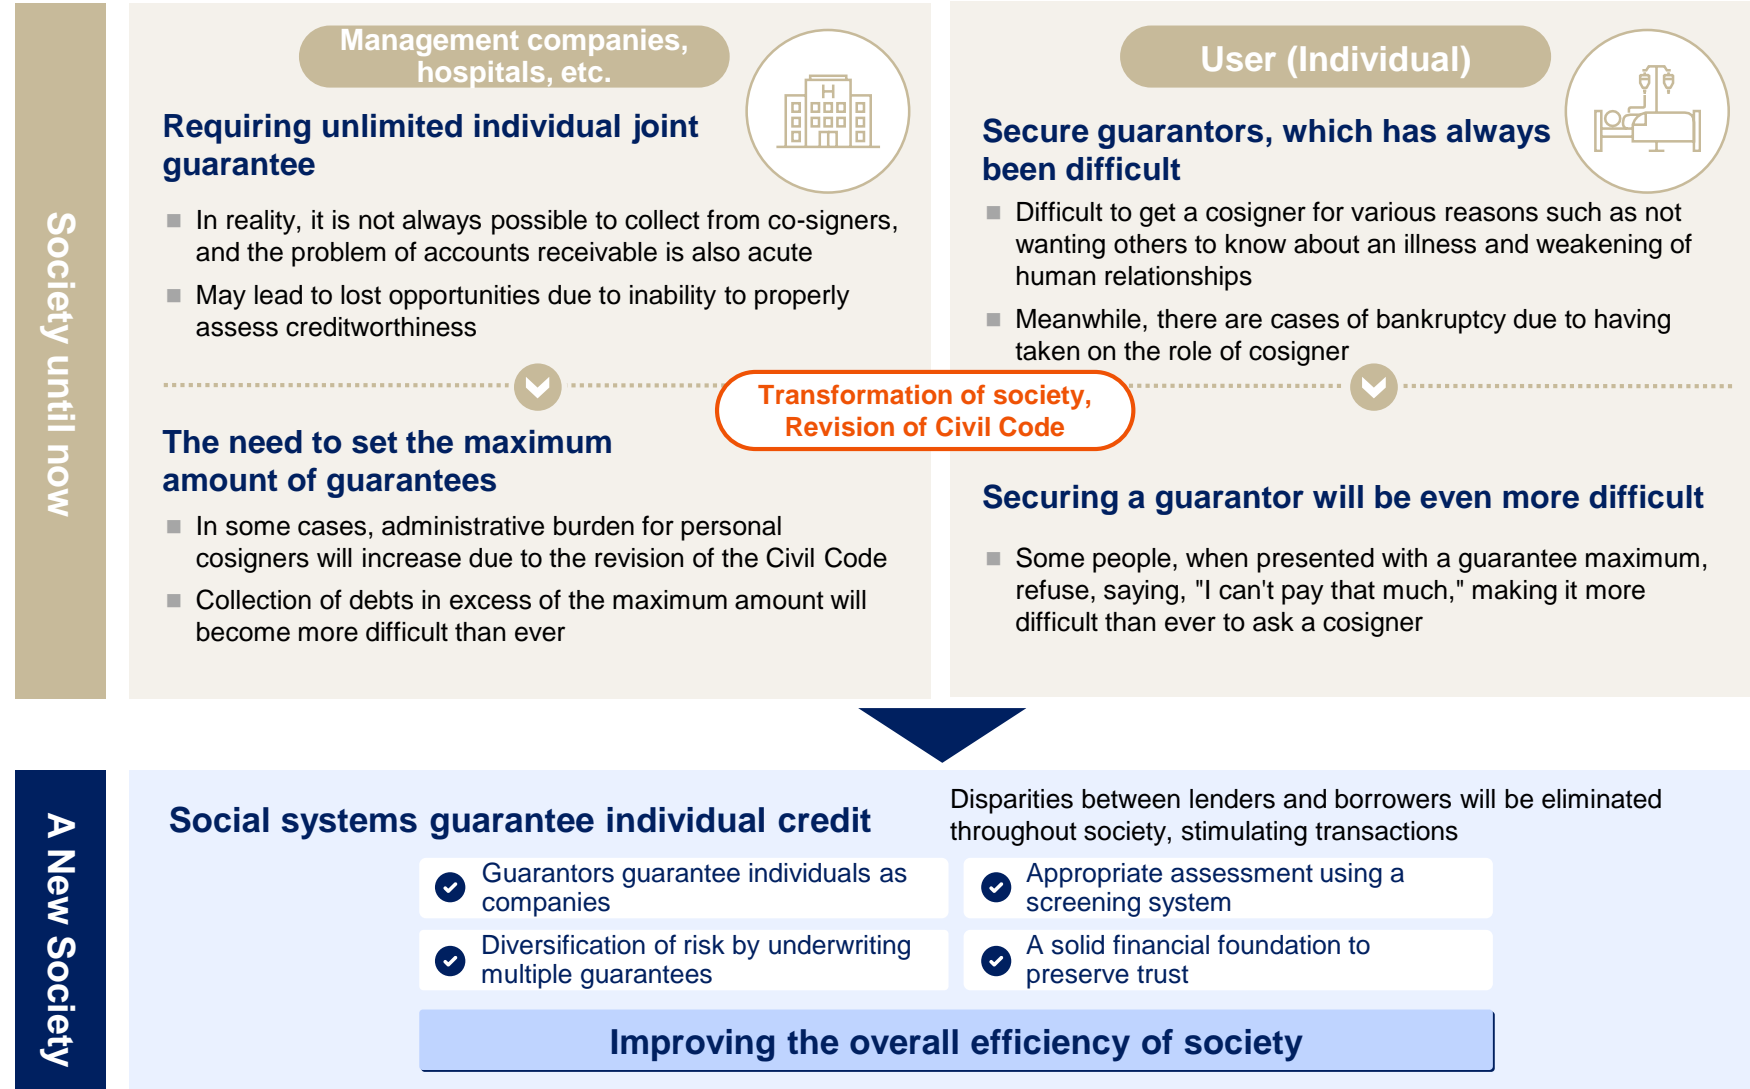 Society until now
Management companies,
hospitals, etc.
H
Requiring unlimited individual joint
guarantee
In reality, it is not always possible to collect from co-signers,
and the problem of accounts receivable is also acute
May lead to lost opportunities due to inability to properly
assess creditworthiness
User (Individual)
Secure guarantors, which has always
been difficult
Difficult to get a cosigner for various reasons such as not
wanting others to know about an illness and weakening of
human relationships
Meanwhile, there are cases of bankruptcy due to having
taken on the role of cosigner
Transformation of society,
Revision of Civil Code
The need to set the maximum
amount of guarantees
In some cases, administrative burden for personal
cosigners will increase due to the revision of the Civil Code
Collection of debts in excess of the maximum amount will
become more difficult than ever
Securing a guarantor will be even more difficult
Some people, when presented with a guarantee maximum,
refuse, saying, "I can't pay that much," making it more
difficult than ever to ask a cosigner
A New Society
Social systems guarantee individual credit
Disparities between lenders and borrowers will be eliminated
throughout society, stimulating transactions
Guarantors guarantee individuals as
companies
Appropriate assessment using a
screening system
Diversification of risk by underwriting
multiple guarantees
A solid financial foundation to
preserve trust
Improving the overall efficiency of society